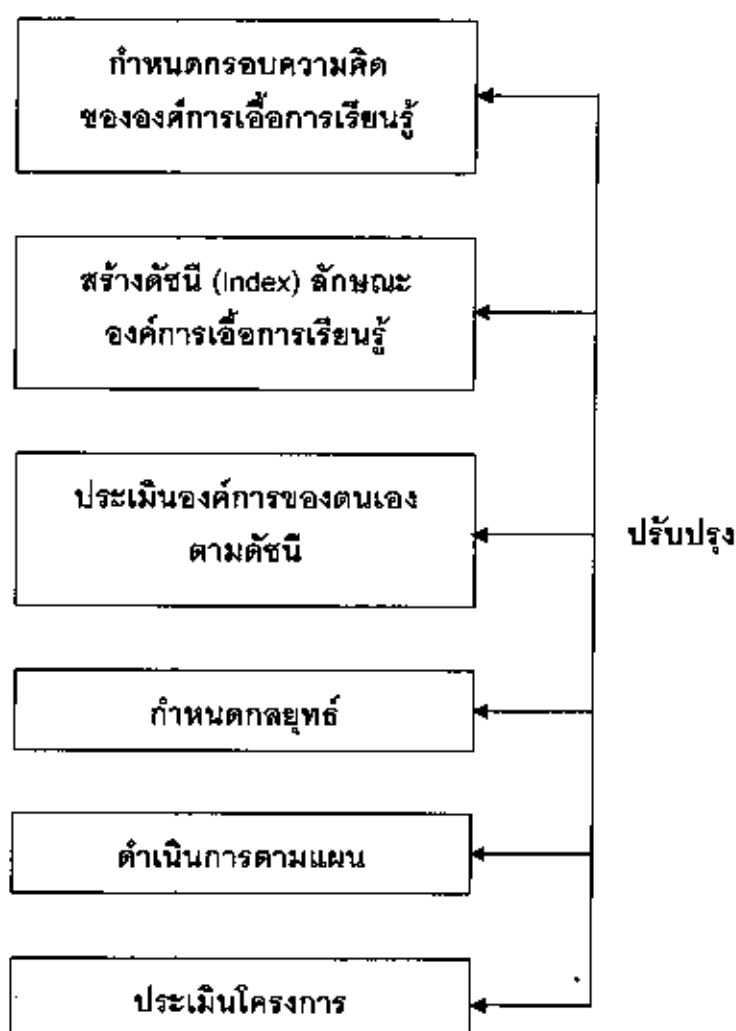 กำหนดกรอบความคิด
ขององค์การเอื้อการเรียนรู้
สร้างดัชนี (Index) ลักษณะ
องค์การเอื้อการเรียนรู้
ประเมินองค์การของตนเอง
ตามดัชนี
ปรับปรุง
กำหนดกลยุทธ์
ดำเนินการตามแผน
ประเมินโครงการ